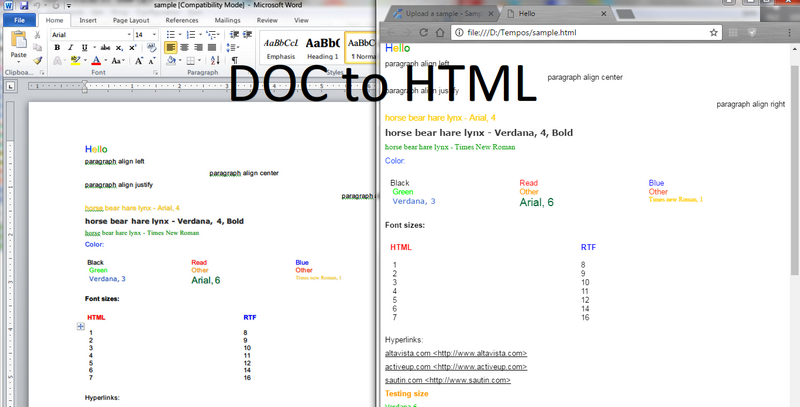 sample [Compatibility Mode] - Microsoft Word
File Home Insert Page Layout References Mailings Review View
Arial 14
Paste
AaBbCcI AaBbC AaBbCcI
Emphasis Heading 1 ¶ Normal
Clipboa... Font Paragraph Styles
DOC to HTML
Hello
paragraph align left
paragraph align center
paragraph align justify
paragraph
horse bear hare lynx - Arial, 4
horse bear hare lynx - Verdana, 4, Bold
horse bear hare lynx - Times New Roman
Color:
Black Read Blue
Green Other Other
Verdana, 3 Arial, 6 Times new Roman, 1
Font sizes:
HTML RTF
1 8
2 9
3 10
4 11
5 12
6 14
7 16
Hyperlinks:
Upload a sample - Saut Hello
file:///D:/Tempos/sample.html
Hello
paragraph align left
paragraph align center
paragraph align justify
paragraph align right
horse bear hare lynx - Arial, 4
horse bear hare lynx - Verdana, 4, Bold
horse bear hare lynx - Times New Roman
Color:
Black Read Blue
Green Other Other
Verdana, 3 Arial, 6 Times new Roman, 1
Font sizes:
HTML RTF
1 8
2 9
3 10
4 11
5 12
6 14
7 16
Hyperlinks:
altavista.com <http://www.altavista.com>
activeup.com <http://www.activeup.com>
sautin.com <http://www.sautin.com>
Testing size
Verdana 6